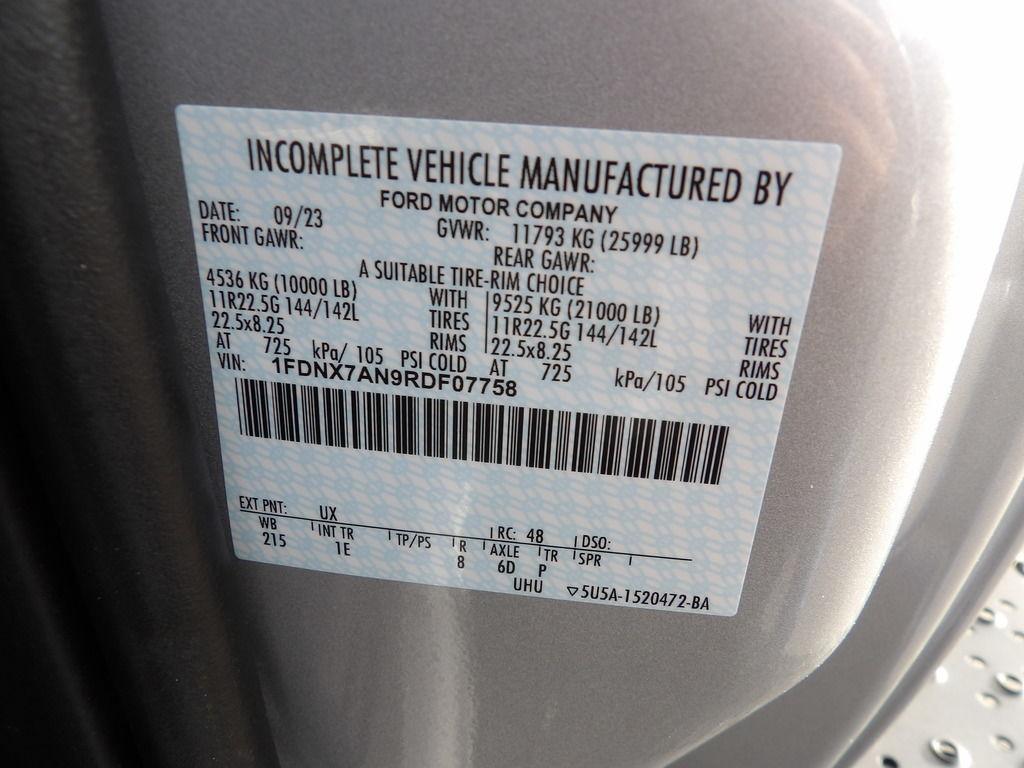 INCOMPLETE VEHICLE MANUFACTURED BY
FORD MOTOR COMPANY
DATE: 09/23 GVWR: 11793 KG (25999 LB)
FRONT GAWR: REAR GAWR:
A SUITABLE TIRE-RIM CHOICE
4536 KG (10000 LB) WITH 9525 KG (21000 LB) WITH
11R22.5G 144/142L TIRES 11R22.5G 144/142L TIRES
22.5x8.25 RIMS 22.5x8.25 RIMS
AT 725 kPa/ 105 PSI COLD AT 725 kPa/105 PSI COLD
VIN: 1FDNX7AN9RDF07758
EXT PNT: UX RC: 48 DSO:
WB INT TR TP/PS R AXLE TR SPR
215 1E 8 6D P
UHU ▽5U5A-1520472-BA